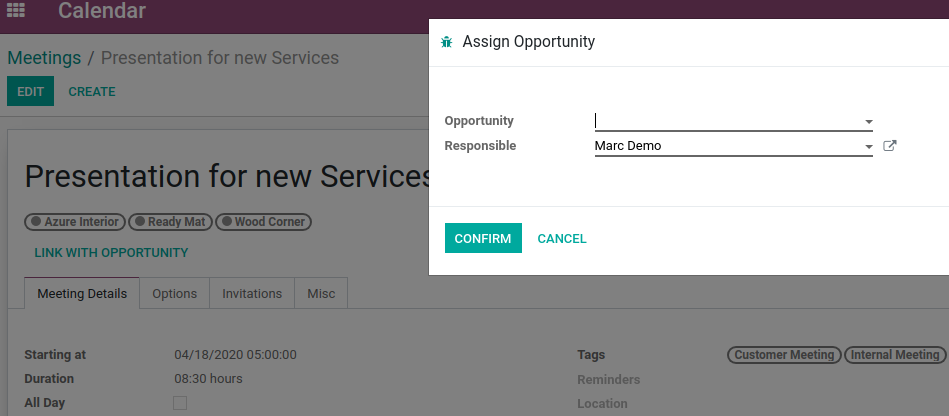 Calendar
Meetings / Presentation for new Services
EDIT CREATE
Assign Opportunity
Opportunity
Responsible Marc Demo
CONFIRM CANCEL
Presentation for new Services
Azure Interior Ready Mat Wood Corner
LINK WITH OPPORTUNITY
Meeting Details Options Invitations Misc
Starting at 04/18/2020 05:00:00
Duration 08:30 hours
All Day
Tags Customer Meeting Internal Meeting
Reminders
Location